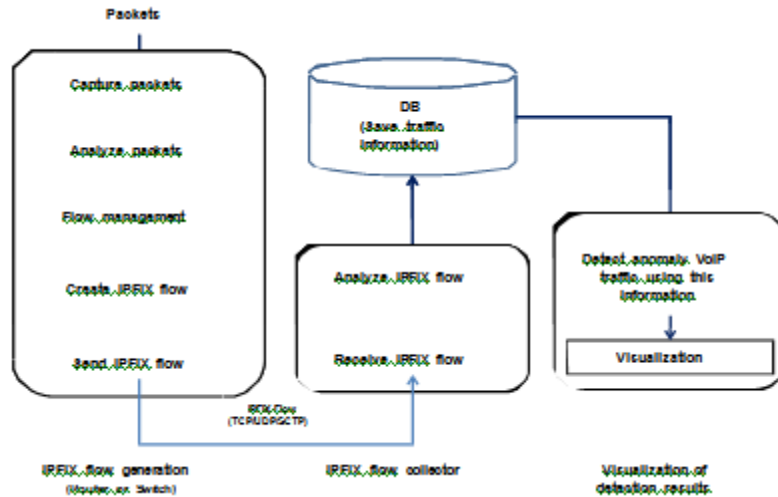 Packets
Capture packets
Analyze packets
Flow management
Create IPFIX flow
Send IPFIX flow
DB
(Save traffic
information)
Analyze IPFIX flow
Receive IPFIX flow
(TCP/UDP/SCTP)
Detect anomaly VoIP
traffic using this
information
Visualization
IPFIX flow generation
(Router or Switch)
IPFIX flow collector
Visualization of
detection results